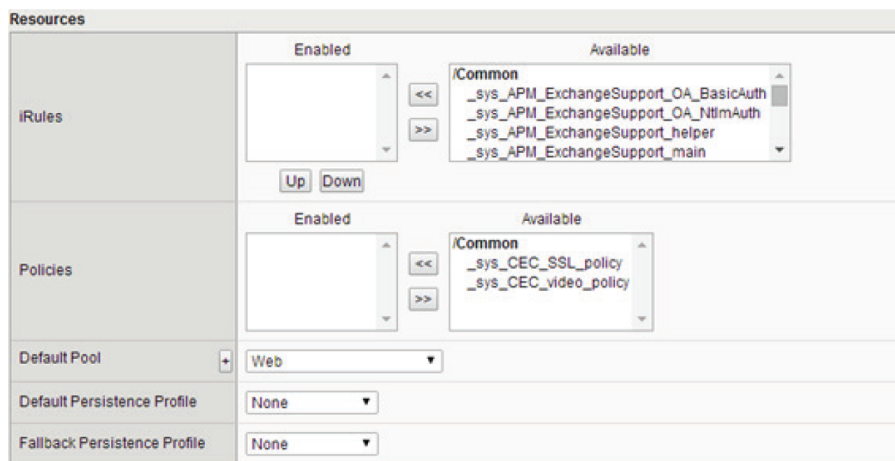 Resources
Enabled
Available
iRules
<<
>>
/Common
_sys_APM_ExchangeSupport_OA_BasicAuth
_sys_APM_ExchangeSupport_OA_NtlmAuth
_sys_APM_ExchangeSupport_helper
_sys_APM_ExchangeSupport_main
Up Down
Enabled
Available
Policies
<<
>>
/Common
_sys_CEC_SSL_policy
_sys_CEC_video_policy
Default Pool + Web
Default Persistence Profile None
Fallback Persistence Profile None